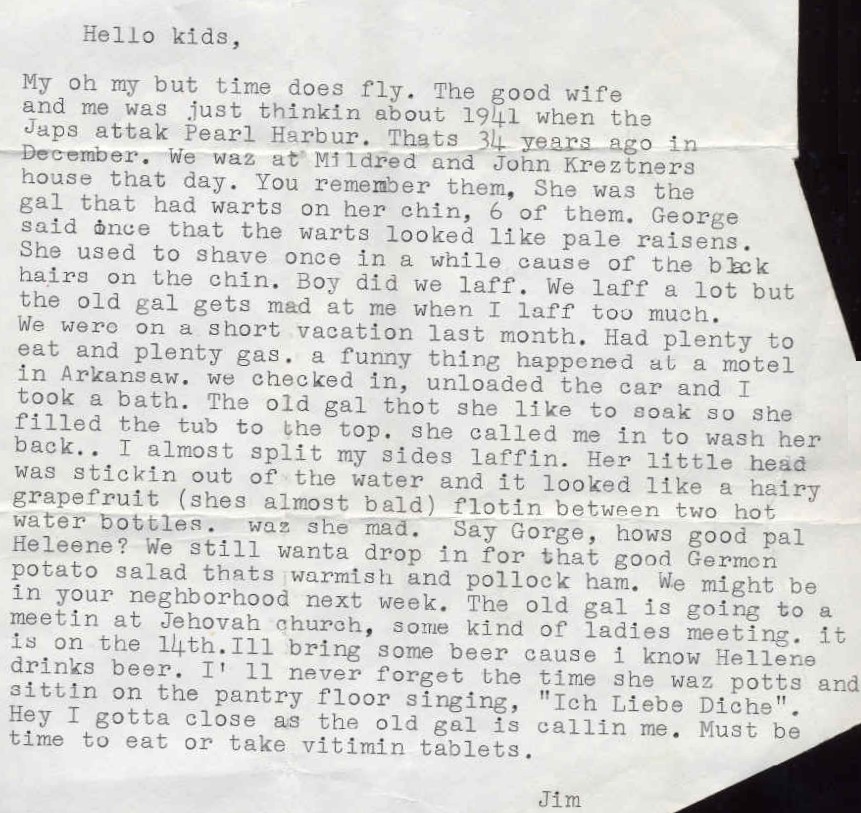 Hello kids,
My oh my but time does fly. The good wife
and me was just thinkin about 1941 when the
Japs attak Pearl Harbur. Thats 34 years ago in
December. We waz at Mildred and John Kreztners
house that day. You remember them, She was the
gal that had warts on her chin, 6 of them. George
said once that the warts looked like pale raisens.
She used to shave once in a while cause of the black
hairs on the chin. Boy did we laff. We laff a lot but
the old gal gets mad at me when I laff too much.
We were on a short vacation last month. Had plenty to
eat and plenty gas. a funny thing happened at a motel
in Arkansaw. we checked in, unloaded the car and I
took a bath. The old gal thot she like to soak so she
filled the tub to the top. she called me in to wash her
back.. I almost split my sides laffin. Her little head
was stickin out of the water and it looked like a hairy
grapefruit (shes almost bald) flotin between two hot
water bottles. waz she mad. Say Gorge, hows good pal
Heleene? We still wanta drop in for that good Germon
potato salad thats warmish and pollock ham. We might be
in your neghborhood next week. The old gal is going to a
meetin at Jehovah church, some kind of ladies meeting. it
is on the 14th.Ill bring some beer cause i know Hellene
drinks beer. I' ll never forget the time she waz potts and
sittin on the pantry floor singing, "Ich Liebe Diche".
Hey I gotta close as the old gal is callin me. Must be
time to eat or take vitimin tablets.
Jim